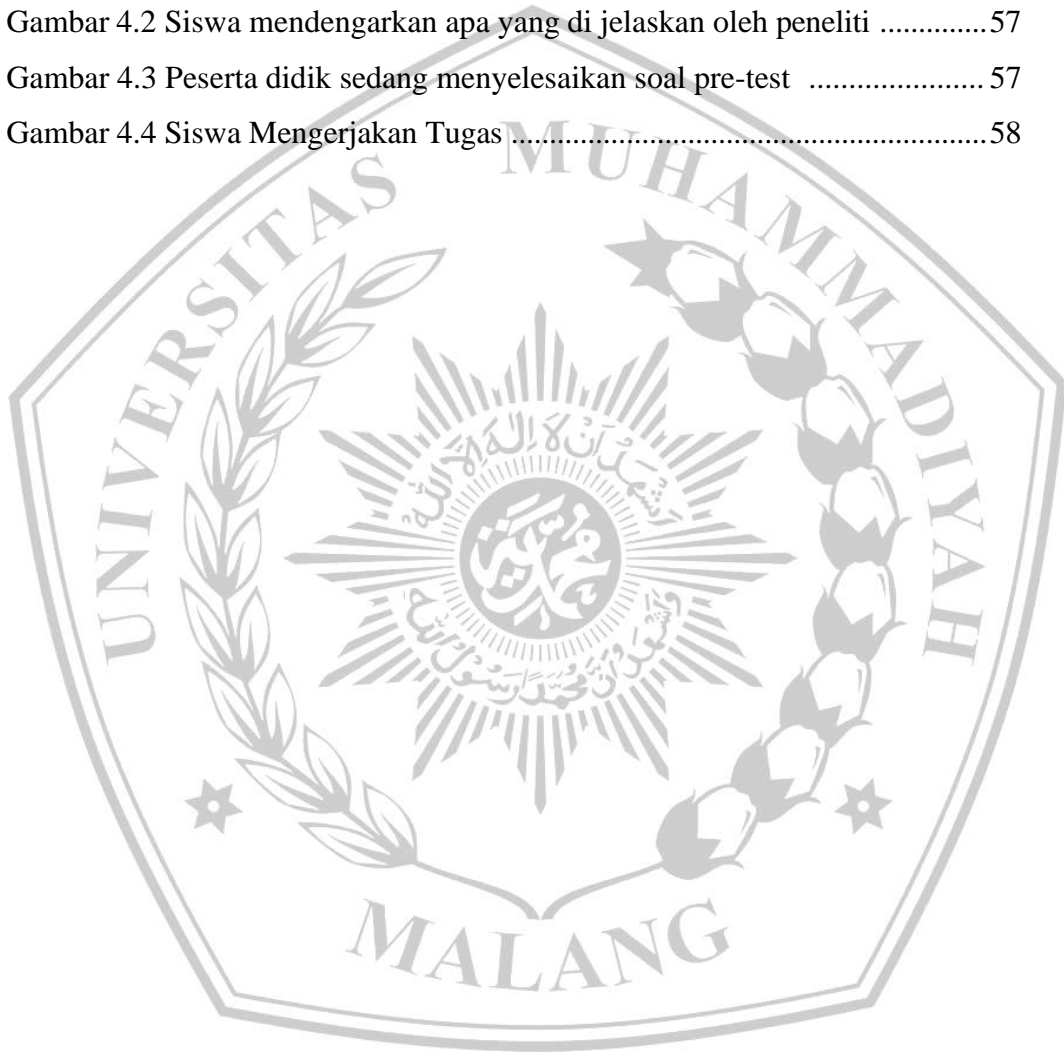 Gambar 4.2 Siswa mendengarkan apa yang di jelaskan oleh peneliti ..............57
Gambar 4.3 Peserta didik sedang menyelesaikan soal pre-test ....................... 57
Gambar 4.4 Siswa Mengerjakan Tugas ...............................................................58
UNIVERSITAS MUHAMMADIYAH
MALANG